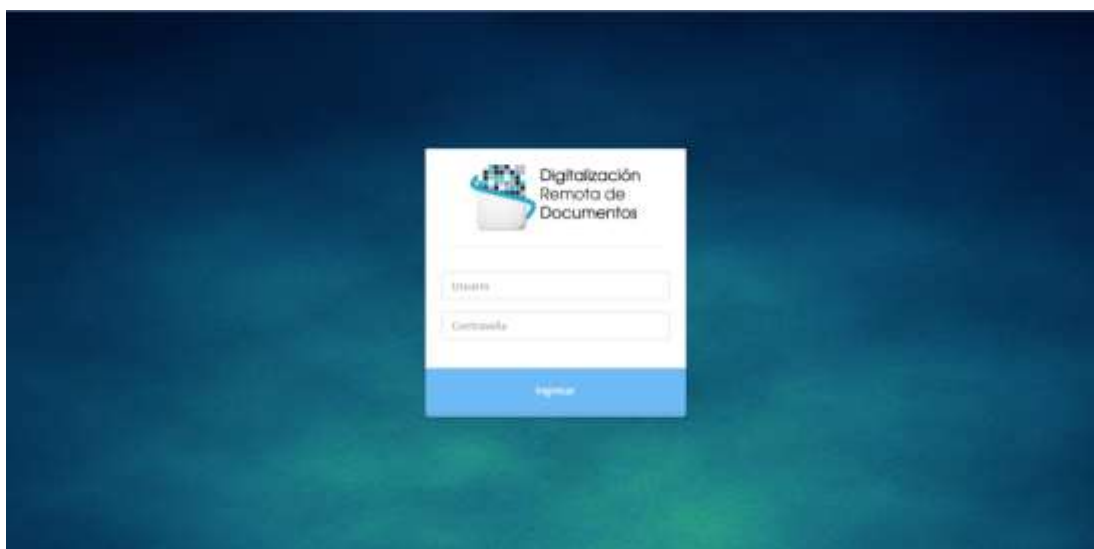 Digitalización
Remota de
Documentos
Usuario
Contraseña
Ingresar